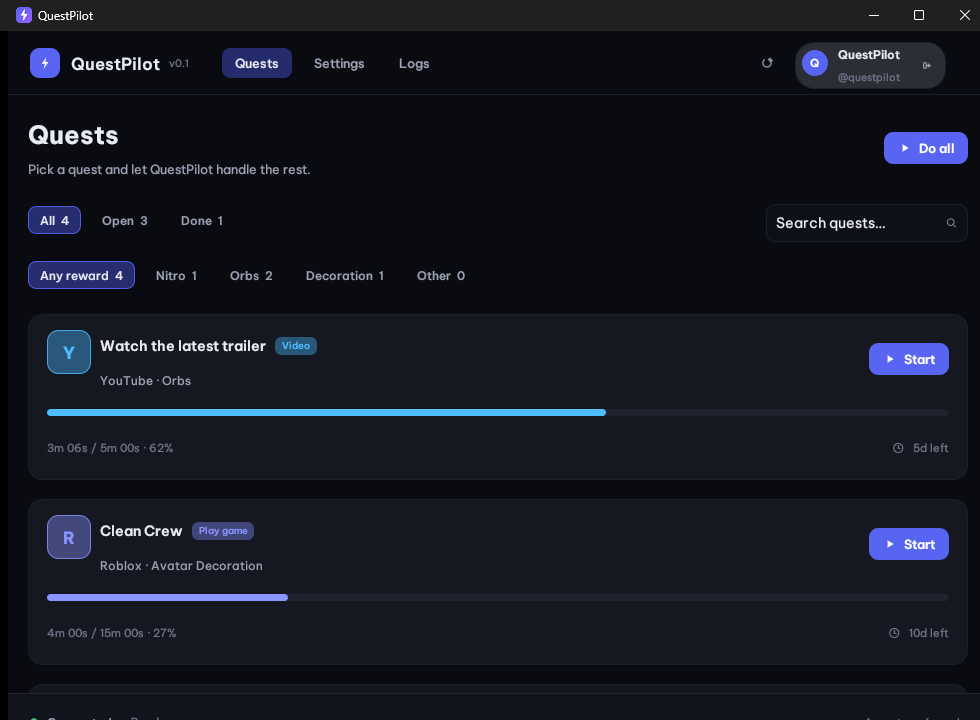 QuestPilot
QuestPilot v0.1 Quests Settings Logs
Q QuestPilot
@questpilot
Quests
Pick a quest and let QuestPilot handle the rest.
Do all
All 4 Open 3 Done 1
Search quests...
Any reward 4 Nitro 1 Orbs 2 Decoration 1 Other 0
Y Watch the latest trailer Video
YouTube · Orbs
Start
3m 06s / 5m 00s · 62% 5d left
R Clean Crew Play game
Roblox · Avatar Decoration
Start
4m 00s / 15m 00s · 27% 10d left